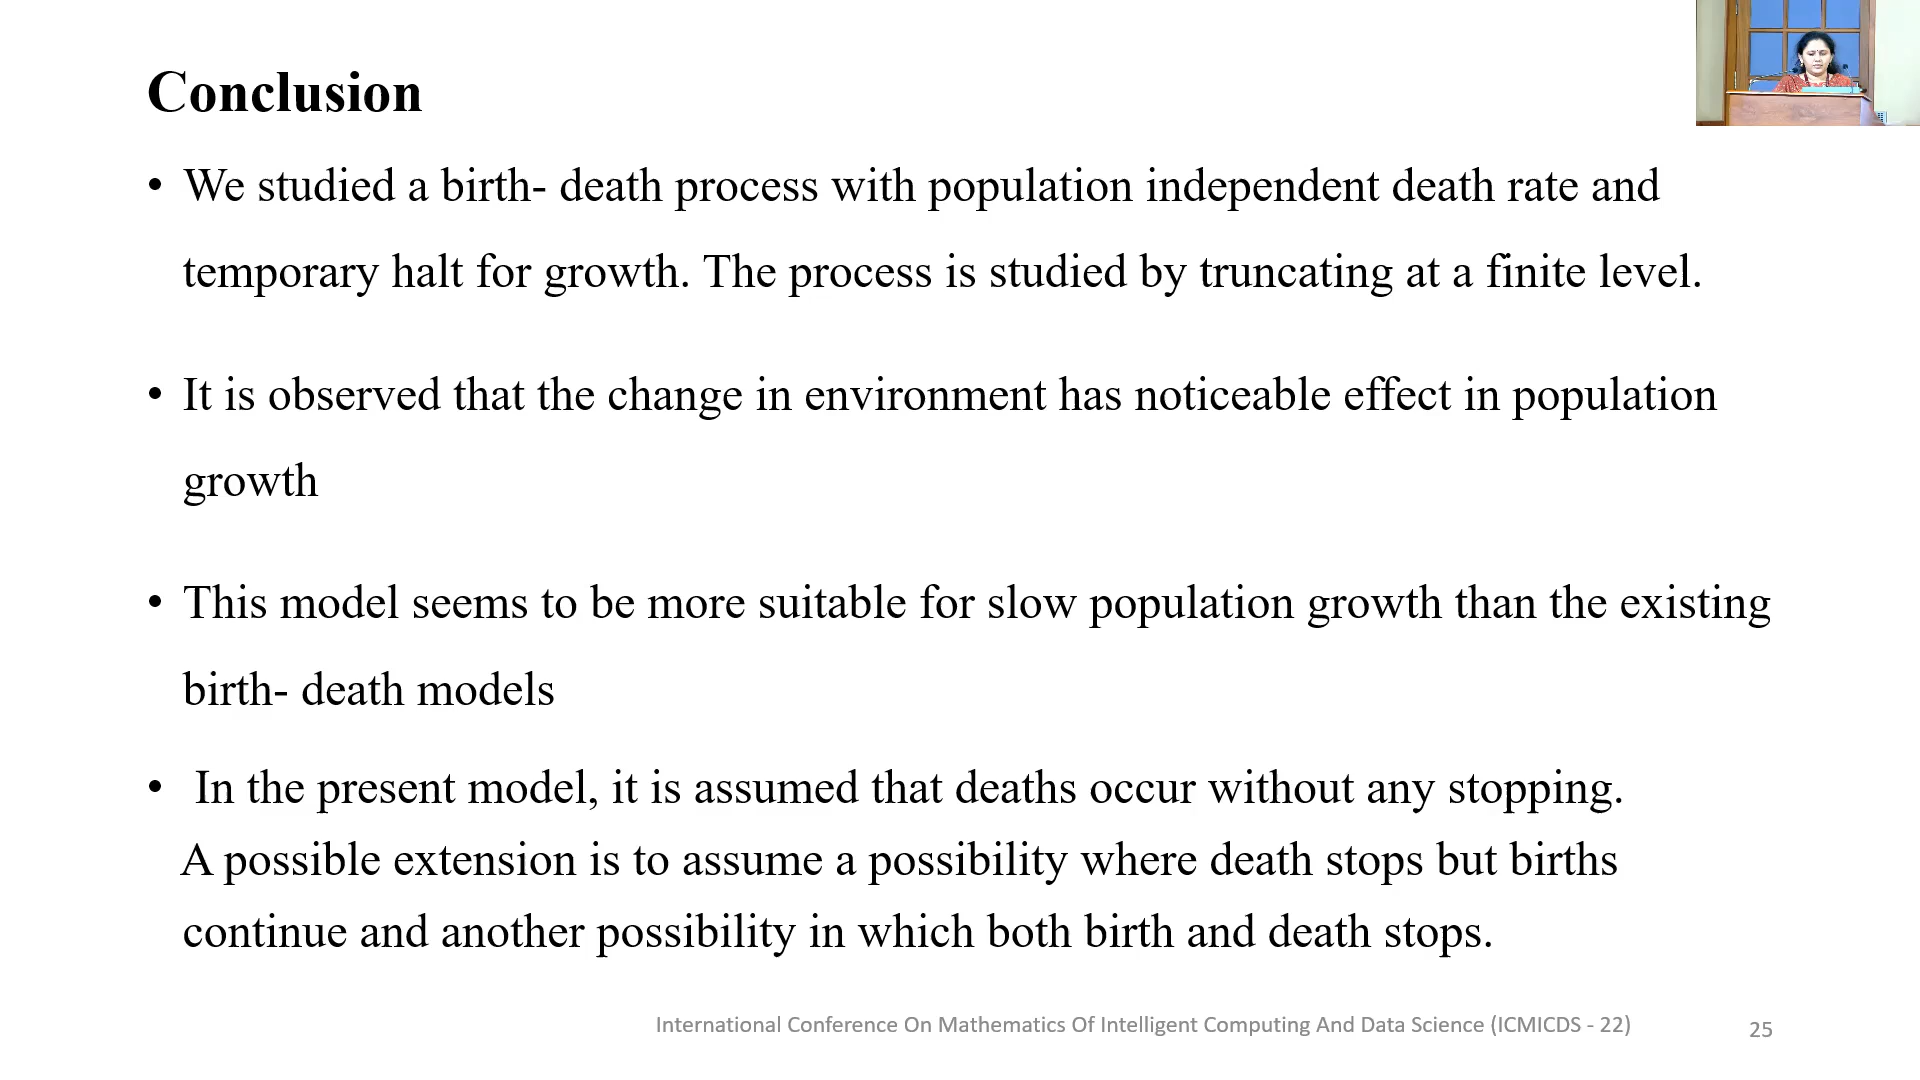 Conclusion
• We studied a birth- death process with population independent death rate and
temporary halt for growth. The process is studied by truncating at a finite level.
• It is observed that the change in environment has noticeable effect in population
growth
• This model seems to be more suitable for slow population growth than the existing
birth- death models
• In the present model, it is assumed that deaths occur without any stopping.
A possible extension is to assume a possibility where death stops but births
continue and another possibility in which both birth and death stops.
International Conference On Mathematics Of Intelligent Computing And Data Science (ICMICDS - 22)
25